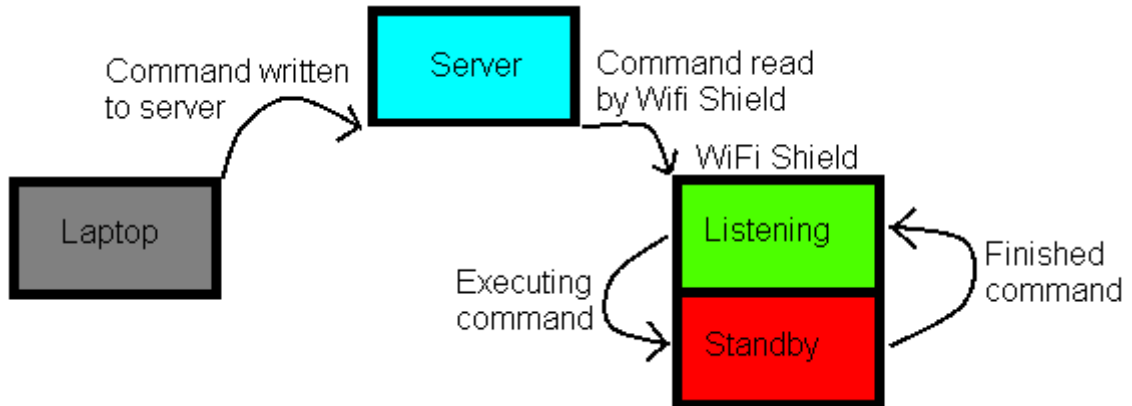 Server
Command written
to server
Command read
by Wifi Shield
WiFi Shield
Laptop
Listening
Executing
command
Finished
command
Standby